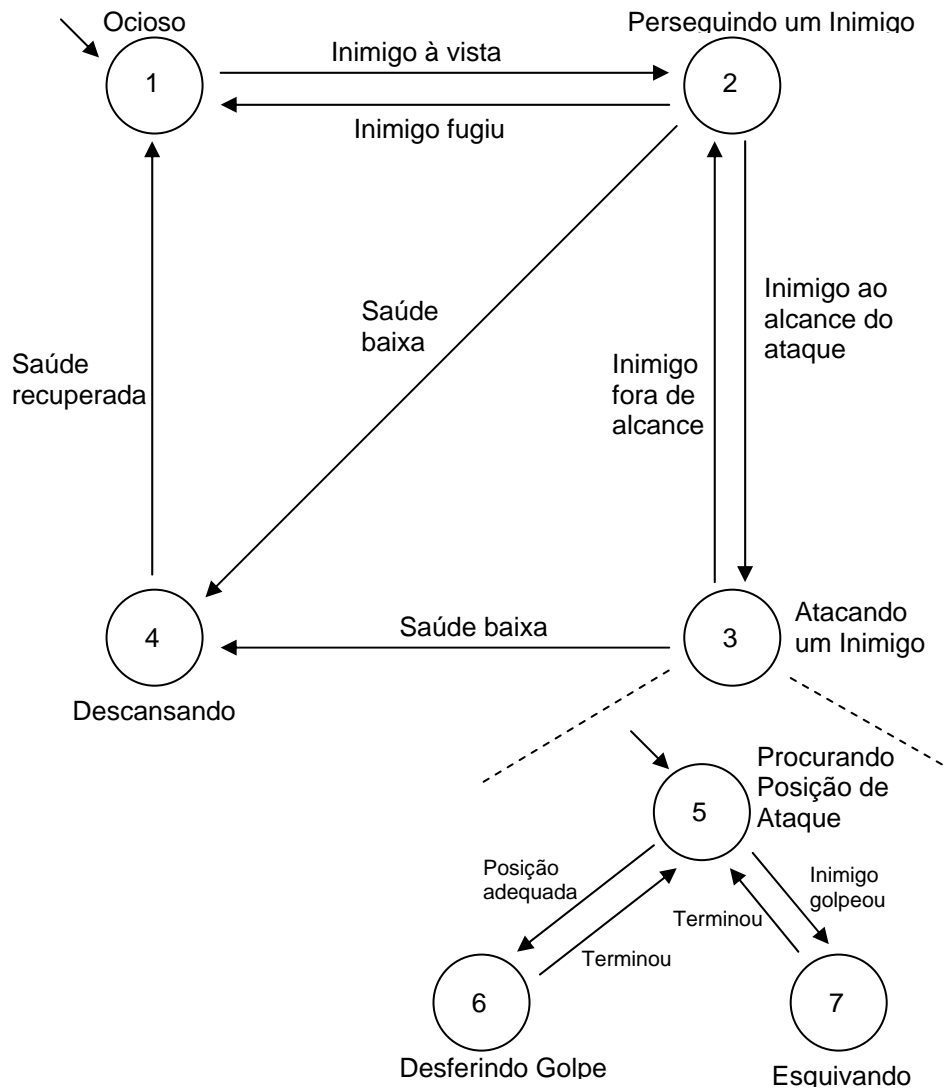 Ocioso
Perseguindo um Inimigo
1
Inimigo à vista
2
Inimigo fugiu
Saúde
baixa
Inimigo ao
alcance do
ataque
Saúde
recuperada
Inimigo
fora de
alcance
4
Saúde baixa
3
Atacando
um Inimigo
Descansando
Procurando
Posição de
Ataque
5
Posição
adequada
Inimigo
golpeou
Terminou
Terminou
6
7
Desferindo Golpe
Esquivando